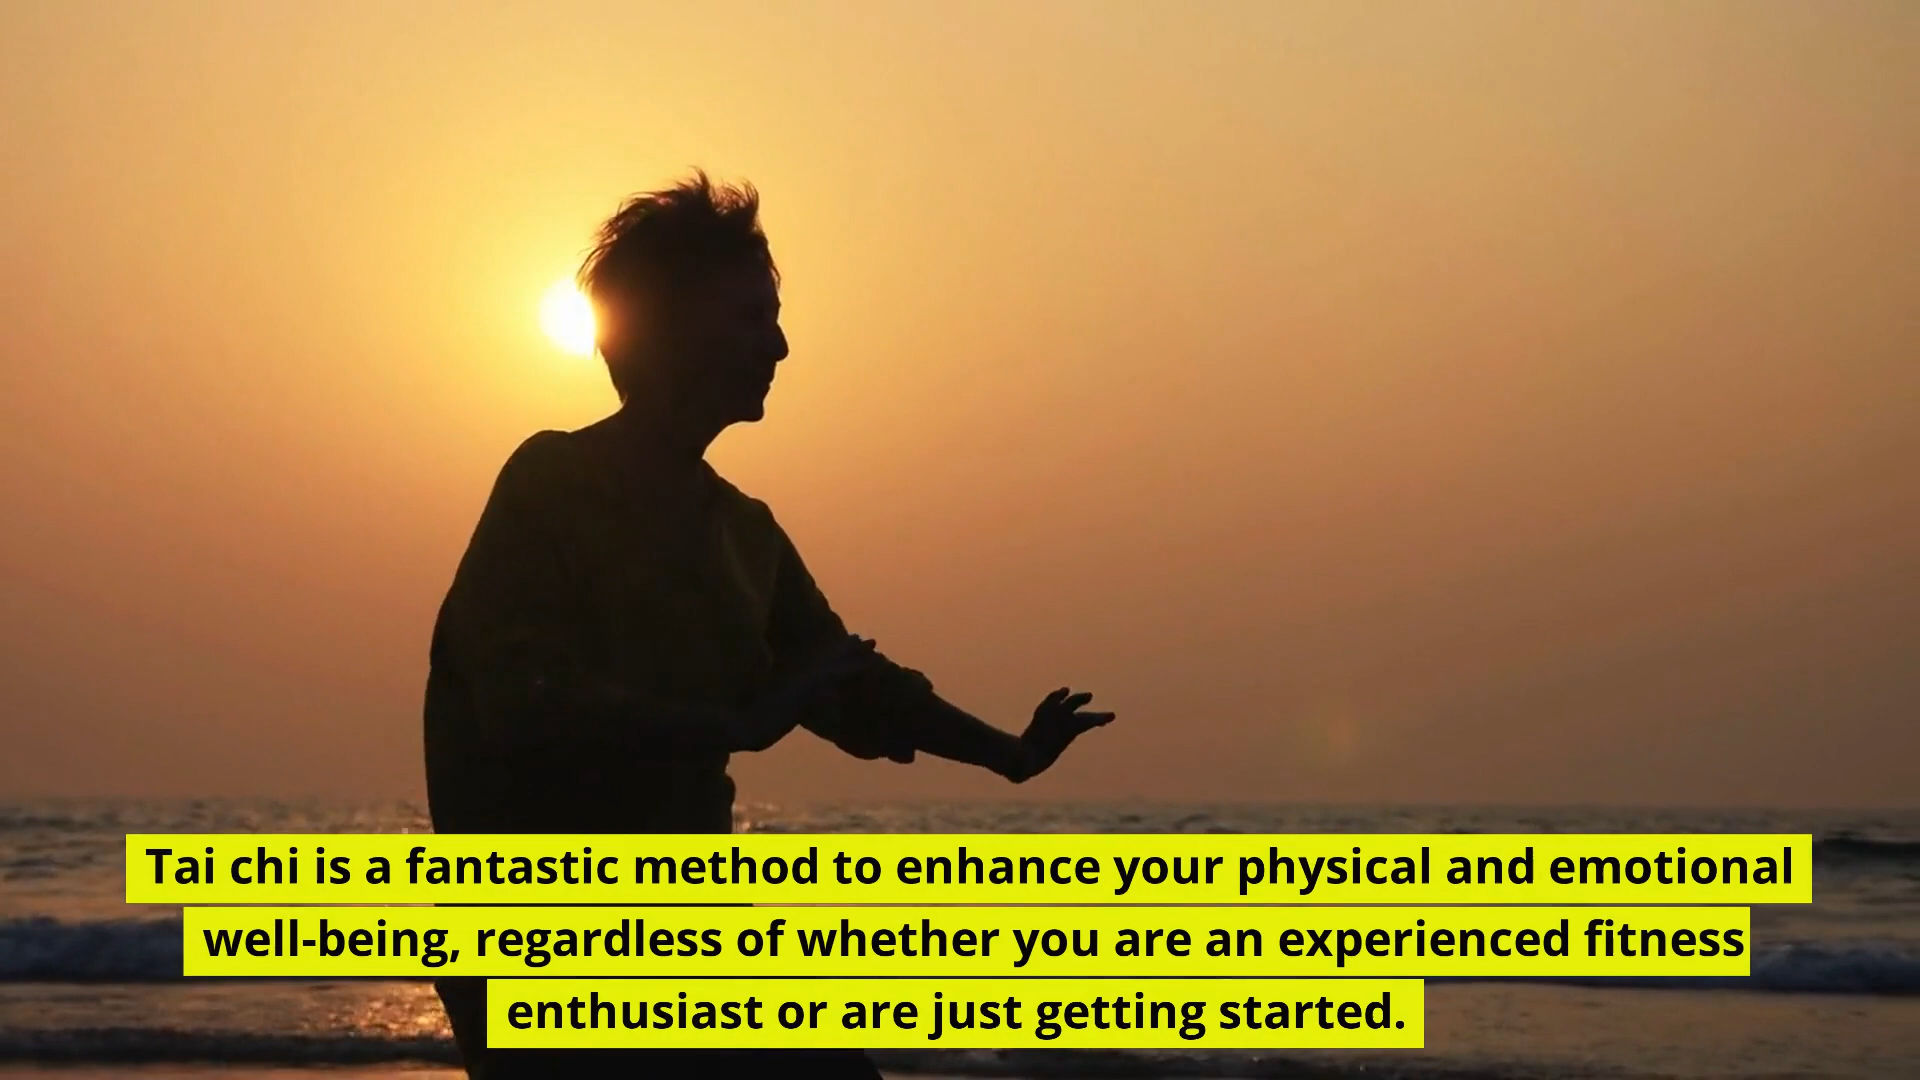 Tai chi is a fantastic method to enhance your physical and emotional
well-being, regardless of whether you are an experienced fitness
enthusiast or are just getting started.